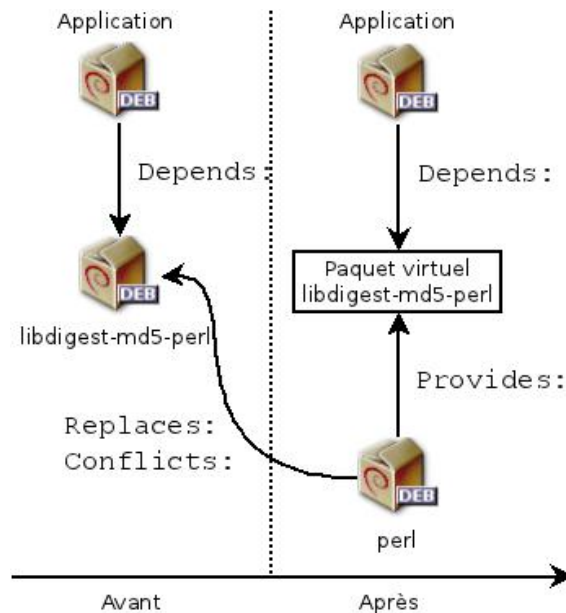 Application
Application
DEB
DEB
Depends:
Depends:
DEB
libdigest-md5-perl
Paquet virtuel
libdigest-md5-perl
Provides:
Replaces:
Conflicts:
DEB
perl
Avant
Après